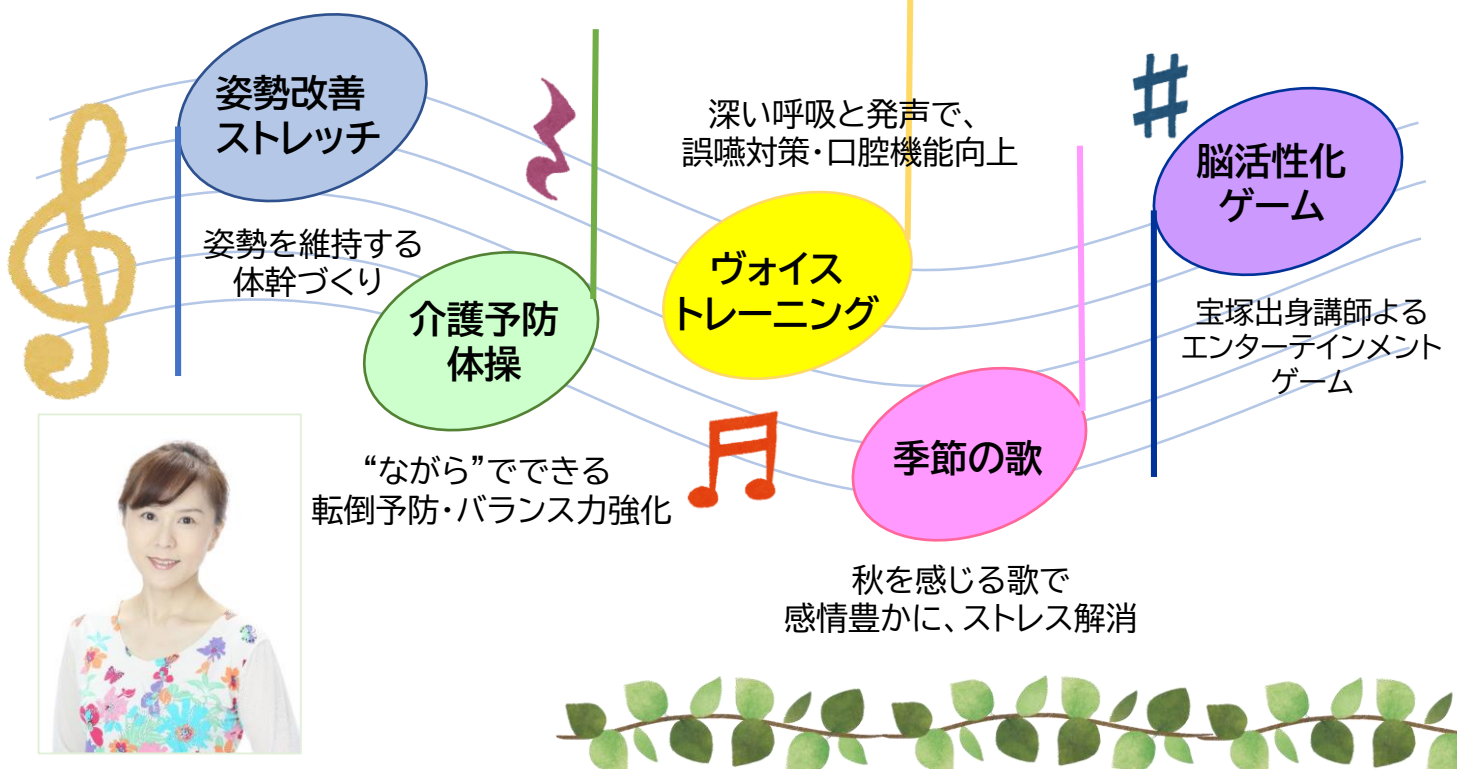 姿勢改善
ストレッチ
姿勢を維持する
体幹づくり
介護予防
体操
“ながら”でできる
転倒予防・バランス力強化
深い呼吸と発声で、
誤嚥対策・口腔機能向上
ヴォイス
トレーニング
季節の歌
秋を感じる歌で
感情豊かに、ストレス解消
脳活性化
ゲーム
宝塚出身講師よる
エンターテインメント
ゲーム